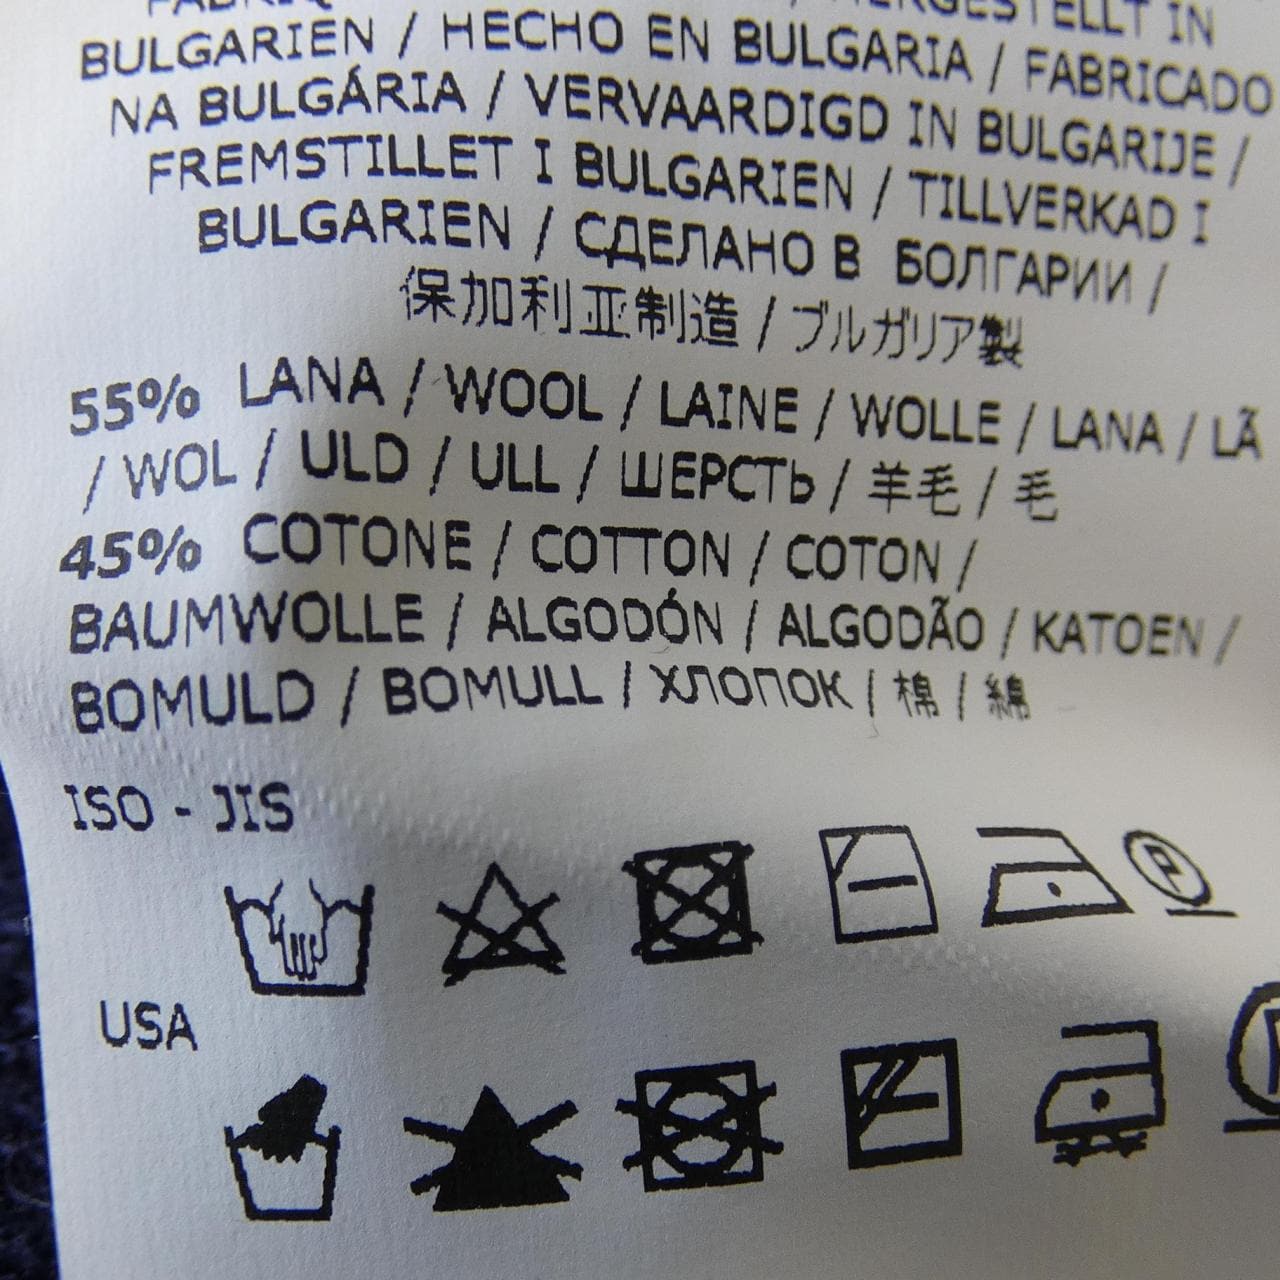 HERGESTELLT IN
BULGARIEN / HECHO EN BULGARIA / FABRICADO
NA BULGÁRIA / VERVAARDIGD IN BULGARIJE /
FREMSTILLET I BULGARIEN / TILLVERKAD I
BULGARIEN / СДЕЛАНО В БОЛГАРИИ /
保加利亚制造 / ブルガリア製
55% LANA / WOOL / LAINE / WOLLE / LANA / LÃ
/ WOL / ULD / ULL / ШЕРСТЬ / 羊毛 / 毛
45% COTONE / COTTON / COTON /
BAUMWOLLE / ALGODÓN / ALGODÃO / KATOEN /
BOMULD / BOMULL / ХЛОПОК / 棉 / 綿
ISO - JIS
P
USA